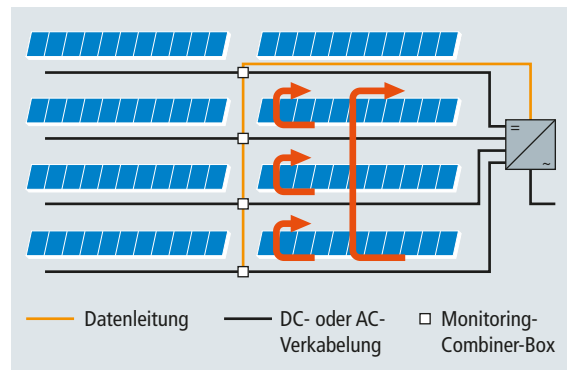 =
~
Datenleitung
DC- oder AC-
Verkabelung
Monitoring-
Combiner-Box